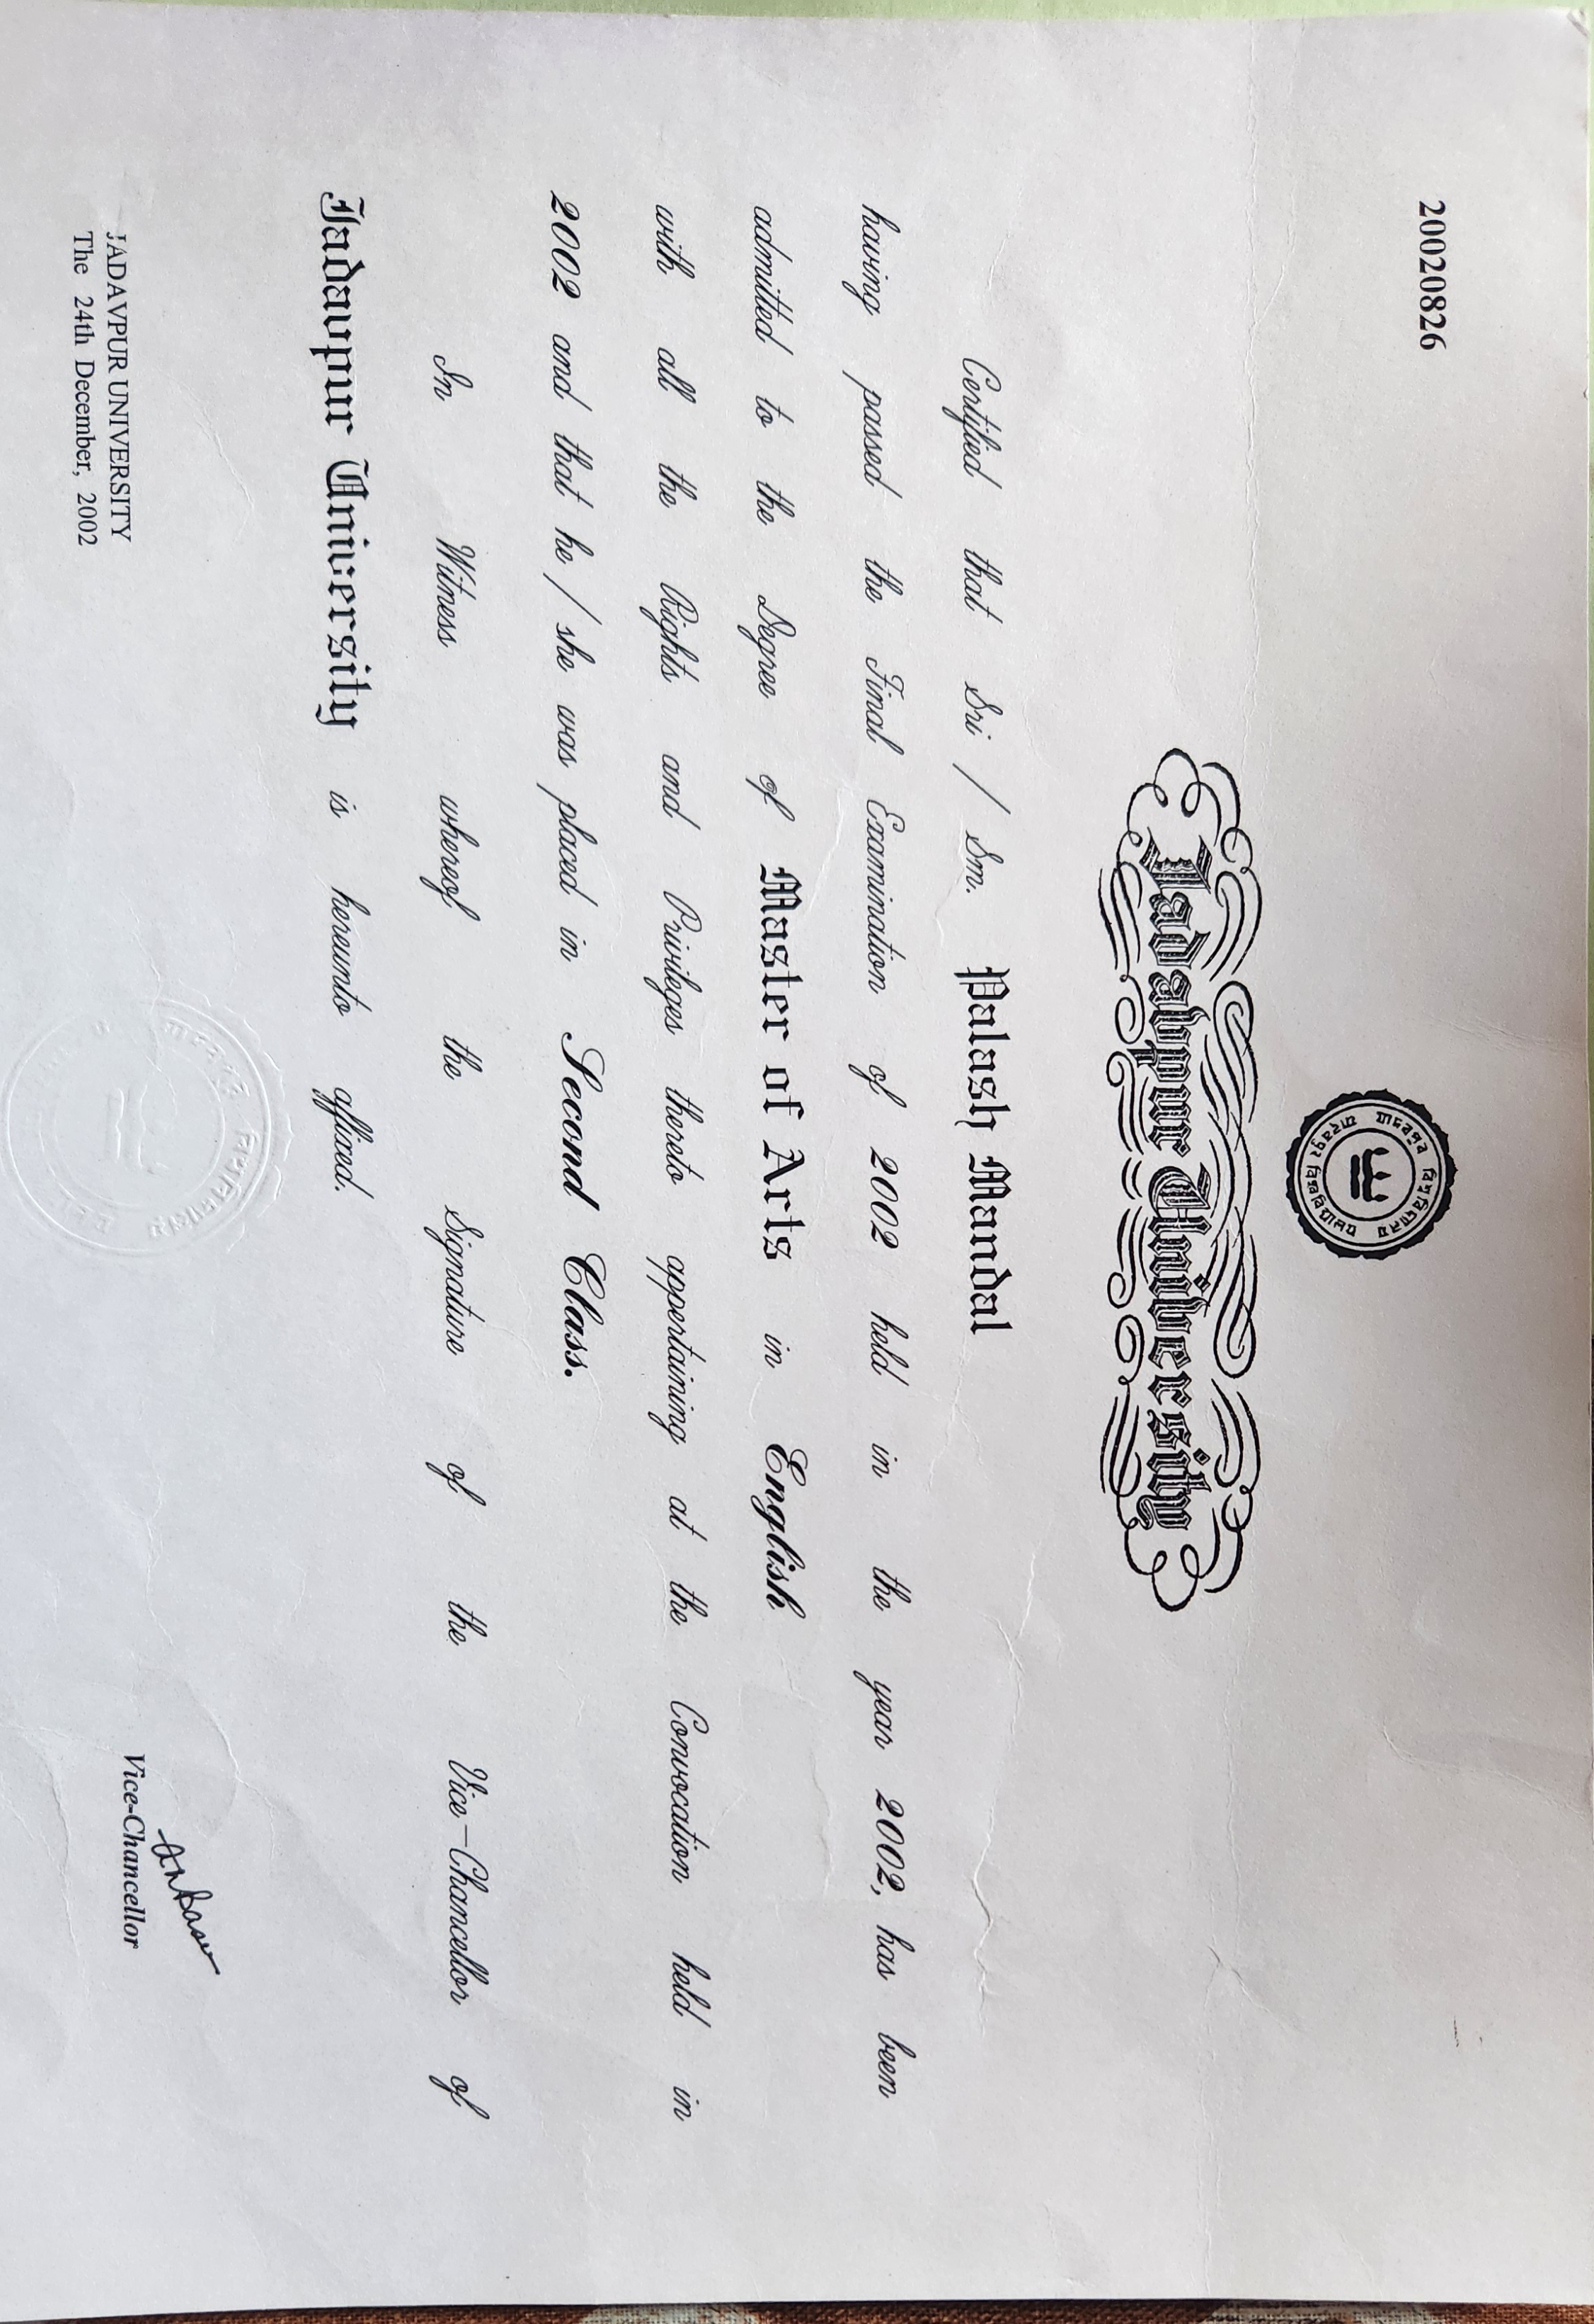 20020826
যাদবপুর বিশ্ববিদ্যালয়
Jadavpur University
Certified that Sri / Sm. Palash Mandal
having passed the Final Examination of 2002 held in the year 2002, has been
admitted to the Degree of Master of Arts in English
with all the Rights and Privileges thereto appertaining at the Convocation held in
2002 and that he / she was placed in Second Class.
In Witness whereof the Signature of the Vice-Chancellor of
Jadavpur University is hereunto affixed.
JADAVPUR UNIVERSITY
The 24th December, 2002
Vice-Chancellor